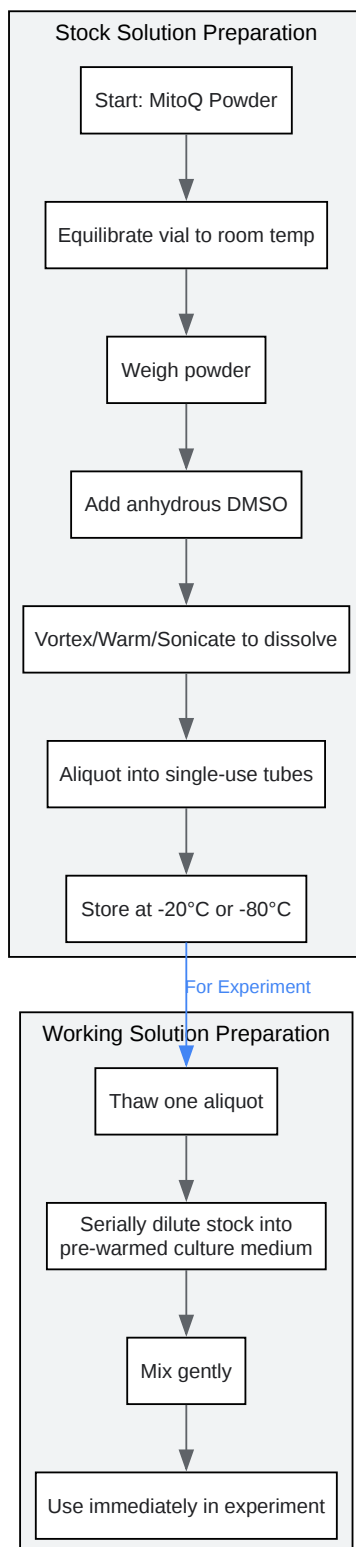 Stock Solution Preparation
Start: MitoQ Powder
Equilibrate vial to room temp
Weigh powder
Add anhydrous DMSO
Vortex/Warm/Sonicate to dissolve
Aliquot into single-use tubes
Store at -20°C or -80°C
For Experiment
Working Solution Preparation
Thaw one aliquot
Serially dilute stock into
pre-warmed culture medium
Mix gently
Use immediately in experiment